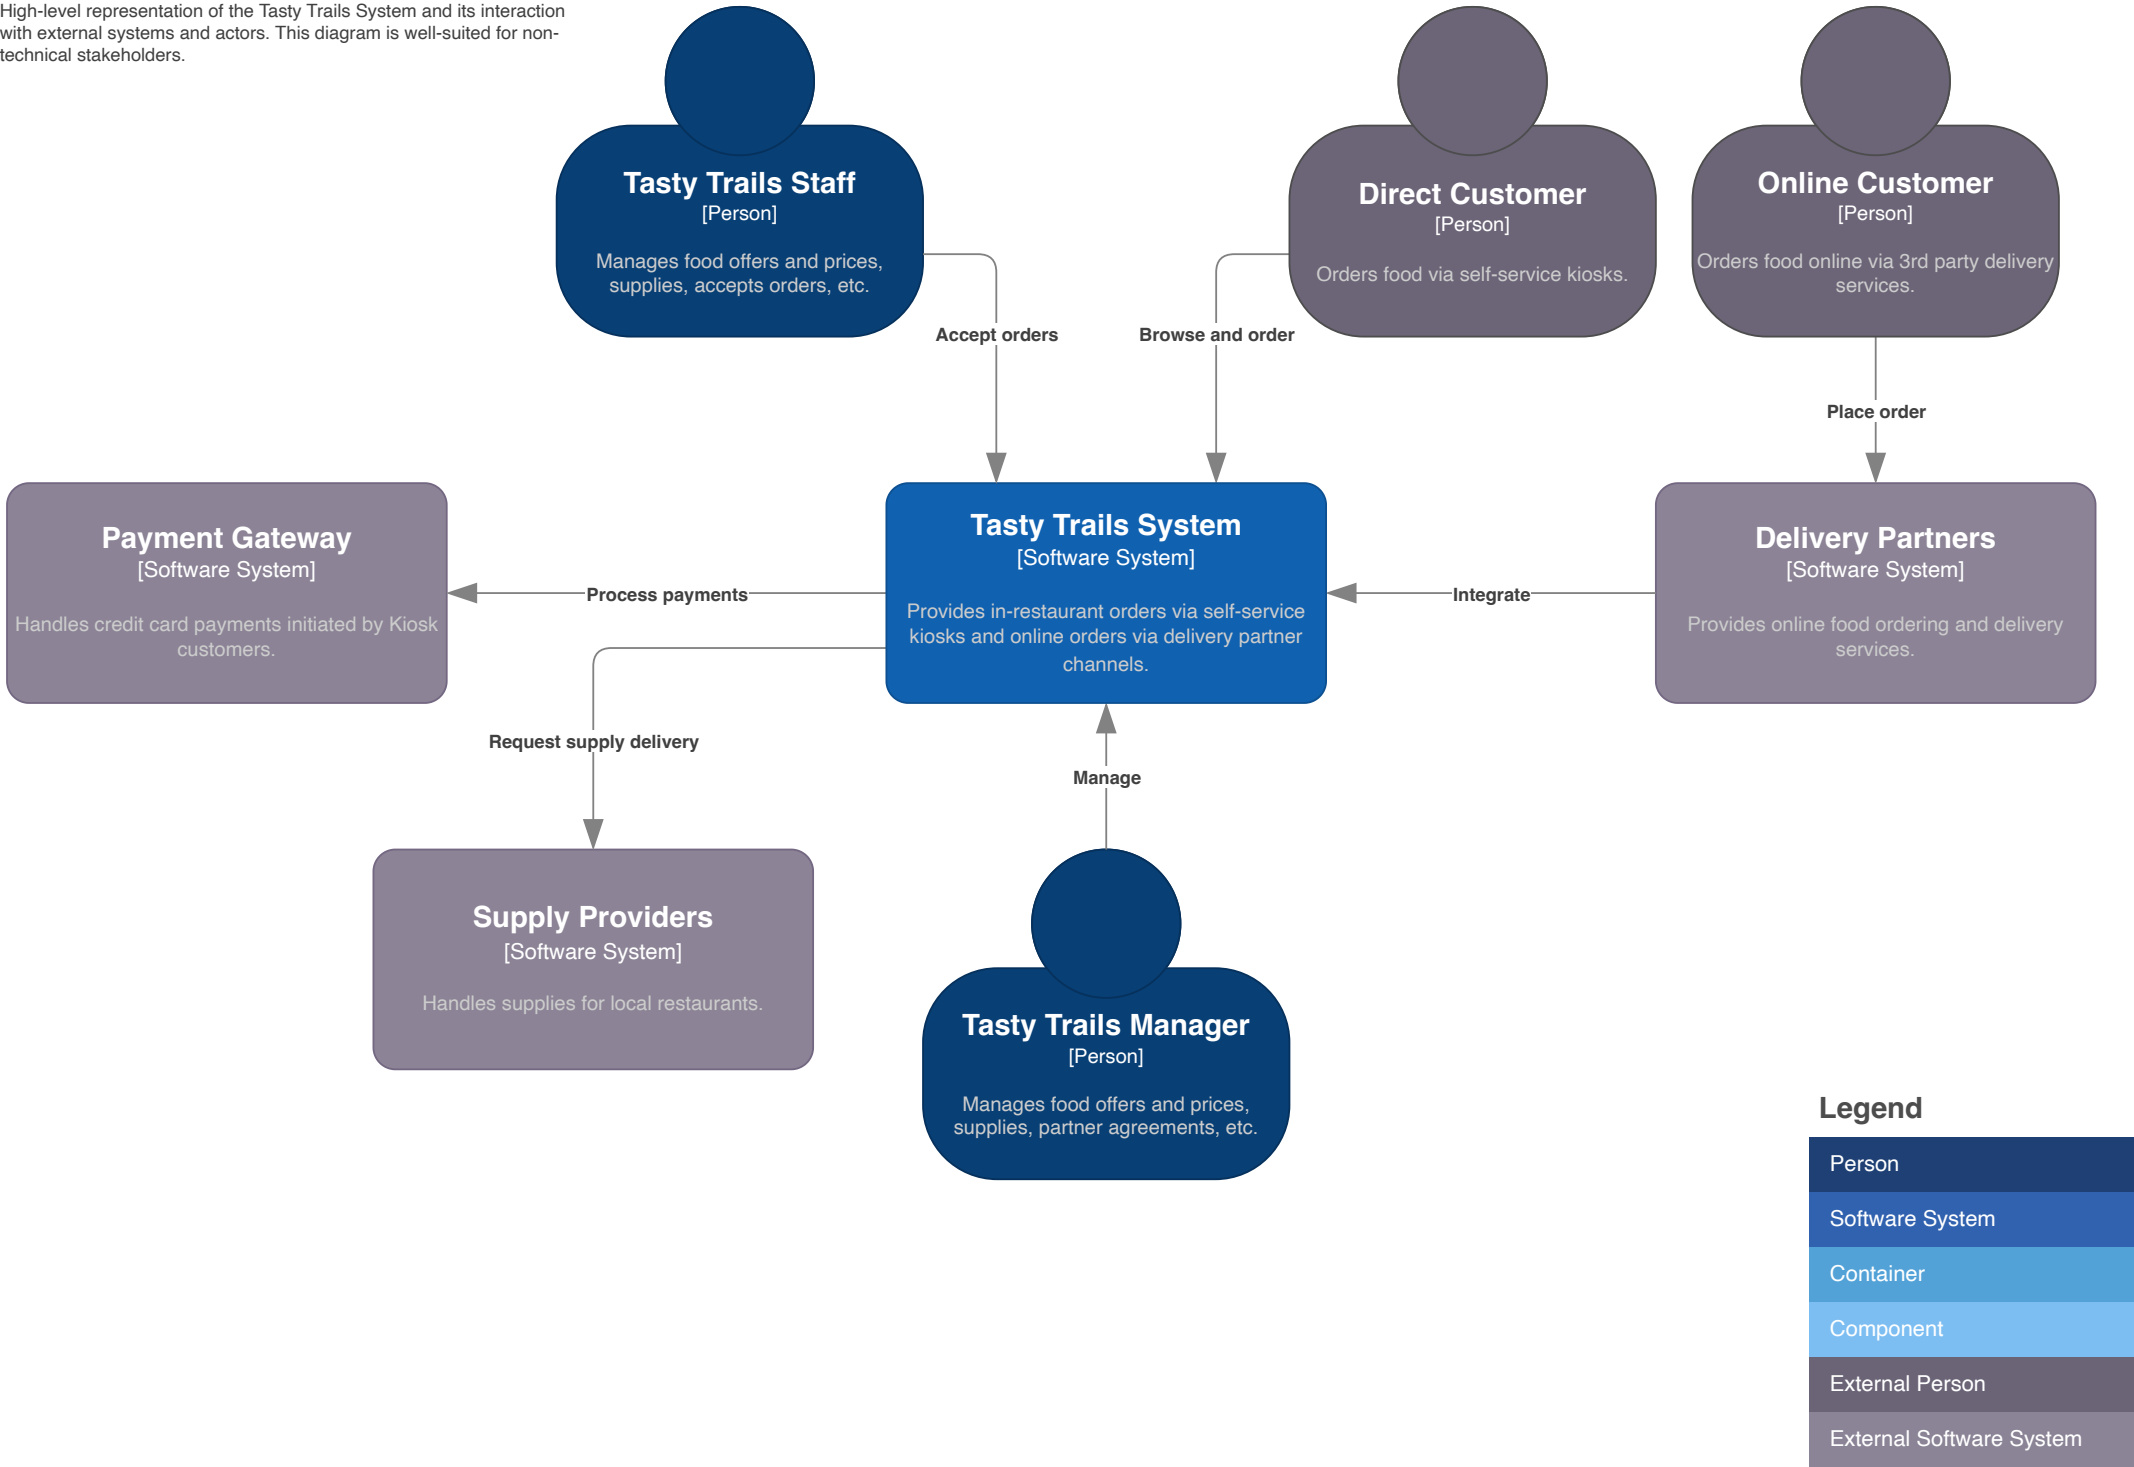 High-level representation of the Tasty Trails System and its interaction
with external systems and actors. This diagram is well-suited for non-
technical stakeholders.
Tasty Trails Staff
[Person]
Manages food offers and prices,
supplies, accepts orders, etc.
Direct Customer
[Person]
Orders food via self-service kiosks.
Online Customer
[Person]
Orders food online via 3rd party delivery
services.
Accept orders
Browse and order
Place order
Payment Gateway
[Software System]
Handles credit card payments initiated by Kiosk
customers.
Process payments
Tasty Trails System
[Software System]
Provides in-restaurant orders via self-service
kiosks and online orders via delivery partner
channels.
Integrate
Delivery Partners
[Software System]
Provides online food ordering and delivery
services.
Request supply delivery
Manage
Supply Providers
[Software System]
Handles supplies for local restaurants.
Tasty Trails Manager
[Person]
Manages food offers and prices,
supplies, partner agreements, etc.
Legend
Person
Software System
Container
Component
External Person
External Software System